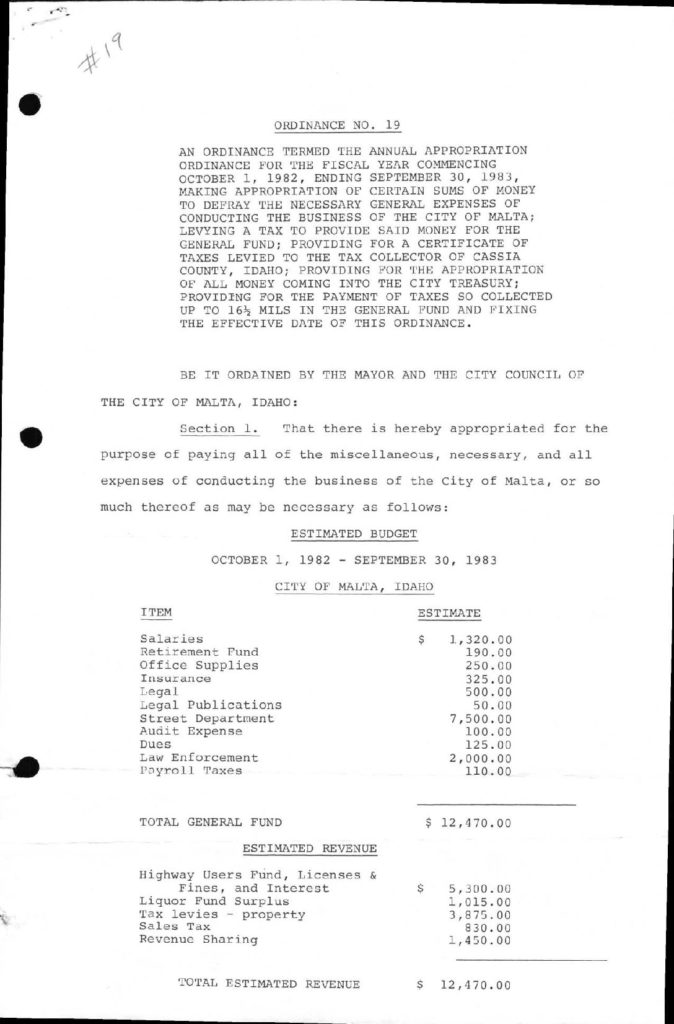 #19
ORDINANCE NO. 19
AN ORDINANCE TERMED THE ANNUAL APPROPRIATION
ORDINANCE FOR THE FISCAL YEAR COMMENCING
OCTOBER 1, 1982, ENDING SEPTEMBER 30, 1983,
MAKING APPROPRIATION OF CERTAIN SUMS OF MONEY
TO DEFRAY THE NECESSARY GENERAL EXPENSES OF
CONDUCTING THE BUSINESS OF THE CITY OF MALTA;
LEVYING A TAX TO PROVIDE SAID MONEY FOR THE
GENERAL FUND; PROVIDING FOR A CERTIFICATE OF
TAXES LEVIED TO THE TAX COLLECTOR OF CASSIA
COUNTY, IDAHO; PROVIDING FOR THE APPROPRIATION
OF ALL MONEY COMING INTO THE CITY TREASURY;
PROVIDING FOR THE PAYMENT OF TAXES SO COLLECTED
UP TO 16½ MILS IN THE GENERAL FUND AND FIXING
THE EFFECTIVE DATE OF THIS ORDINANCE.
BE IT ORDAINED BY THE MAYOR AND THE CITY COUNCIL OF
THE CITY OF MALTA, IDAHO:
Section 1. That there is hereby appropriated for the
purpose of paying all of the miscellaneous, necessary, and all
expenses of conducting the business of the City of Malta, or so
much thereof as may be necessary as follows:
ESTIMATED BUDGET
OCTOBER 1, 1982 - SEPTEMBER 30, 1983
CITY OF MALTA, IDAHO
ITEM ESTIMATE
Salaries $ 1,320.00
Retirement Fund 190.00
Office Supplies 250.00
Insurance 325.00
Legal 500.00
Legal Publications 50.00
Street Department 7,500.00
Audit Expense 100.00
Dues 125.00
Law Enforcement 2,000.00
Payroll Taxes 110.00
TOTAL GENERAL FUND $ 12,470.00
ESTIMATED REVENUE
Highway Users Fund, Licenses &
Fines, and Interest $ 5,300.00
Liquor Fund Surplus 1,015.00
Tax levies - property 3,875.00
Sales Tax 830.00
Revenue Sharing 1,450.00
TOTAL ESTIMATED REVENUE $ 12,470.00